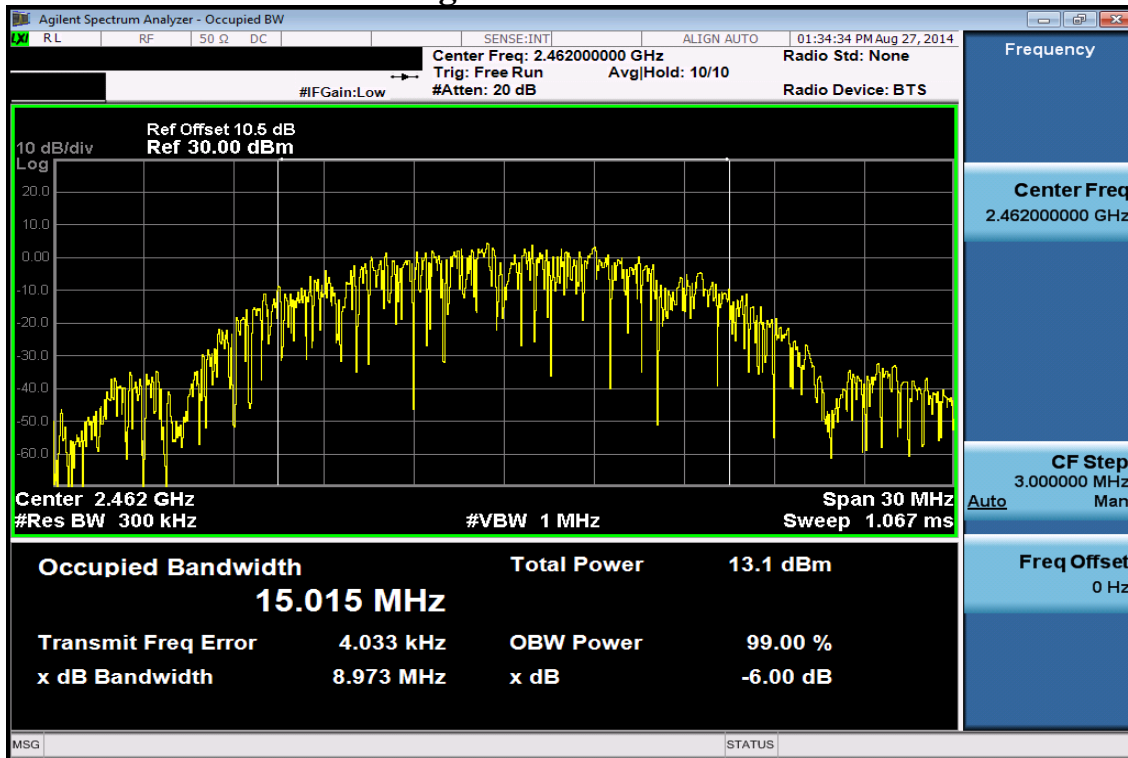 Agilent Spectrum Analyzer - Occupied BW
LXI RL RF 50 Ω DC SENSE:INT ALIGN AUTO 01:34:34 PM Aug 27, 2014
Center Freq: 2.462000000 GHz Radio Std: None
Trig: Free Run Avg|Hold: 10/10
#IFGain:Low #Atten: 20 dB Radio Device: BTS
Frequency
Ref Offset 10.5 dB
10 dB/div Ref 30.00 dBm
Log
20.0
10.0
0.00
-10.0
-20.0
-30.0
-40.0
-50.0
-60.0
Center 2.462 GHz Span 30 MHz
#Res BW 300 kHz #VBW 1 MHz Sweep 1.067 ms
Center Freq
2.462000000 GHz
CF Step
3.000000 MHz
Auto Man
Freq Offset
0 Hz
Occupied Bandwidth Total Power 13.1 dBm
15.015 MHz
Transmit Freq Error 4.033 kHz OBW Power 99.00 %
x dB Bandwidth 8.973 MHz x dB -6.00 dB
MSG STATUS